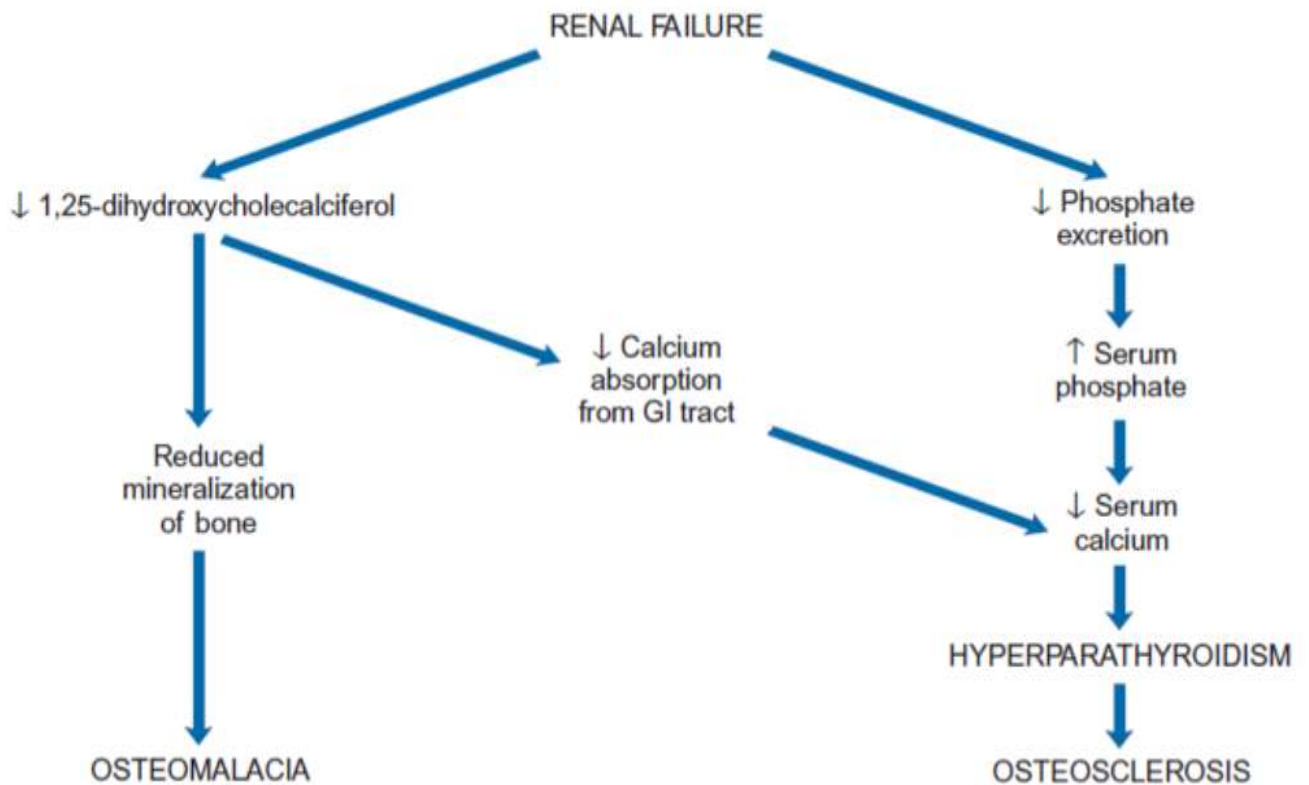 RENAL FAILURE
↓ 1,25-dihydroxycholecalciferol
↓ Phosphate
excretion
↓ Calcium
absorption
from GI tract
↑ Serum
phosphate
Reduced
mineralization
of bone
↓ Serum
calcium
HYPERPARATHYROIDISM
OSTEOMALACIA
OSTEOSCLEROSIS